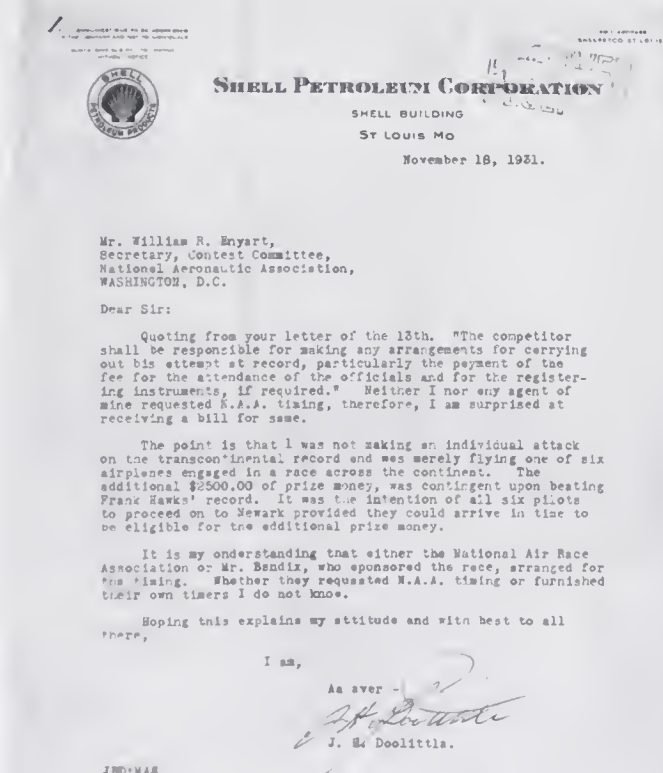 SHELL
PETROLEUM PRODUCTS
SHELL PETROLEUM CORPORATION
SHELL BUILDING
ST LOUIS MO
November 18, 1931.
Mr. William R. Enyart,
Secretary, Contest Committee,
National Aeronautic Association,
WASHINGTON, D.C.
Dear Sir:
Quoting from your letter of the 13th. "The competitor
shall be responsible for making any arrangements for carrying
out his attempt at record, particularly the payment of the
fee for the attendance of the officials and for the register-
ing instruments, if required." Neither I nor any agent of
mine requested N.A.A. timing, therefore, I am surprised at
receiving a bill for same.
The point is that I was not making an individual attack
on the transcontinental record and was merely flying one of six
airplanes engaged in a race across the continent. The
additional $2500.00 of prize money, was contingent upon beating
Frank Hawks' record. It was the intention of all six pilots
to proceed on to Newark provided they could arrive in time to
be eligible for the additional prize money.
It is my understanding that either the National Air Race
Association or Mr. Bendix, who sponsored the race, arranged for
the timing. Whether they requested N.A.A. timing or furnished
their own timers I do not know.
Hoping this explains my attitude and with best to all
there,
I am,
As ever -
J. H. Doolittle
J. H. Doolittle.
JHD:MAS